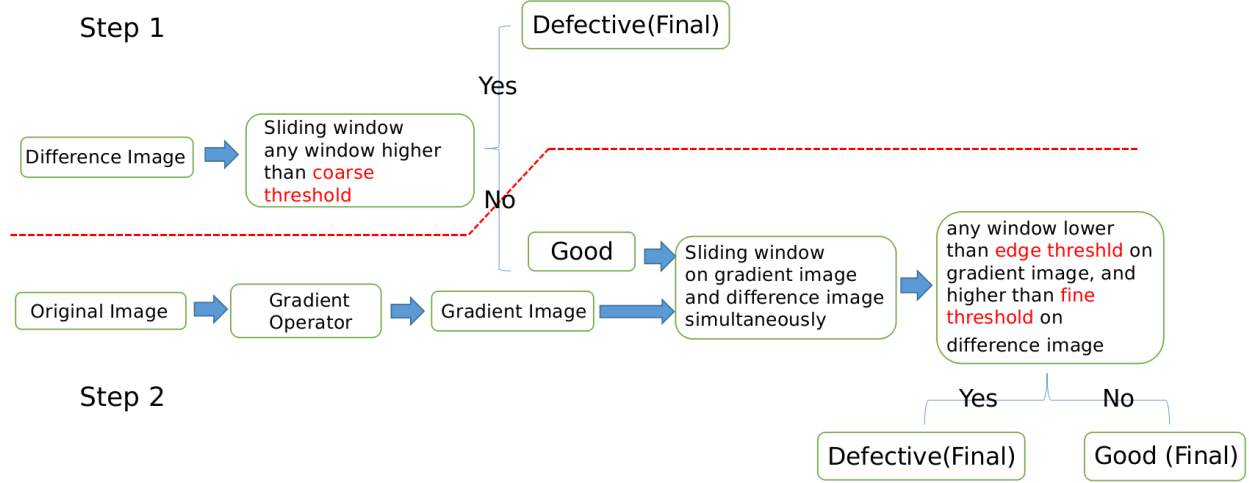 Step 1
Defective(Final)
Yes
Difference Image
Sliding window
any window higher
than coarse
threshold
No
Good
Sliding window
on gradient image
and difference image
simultaneously
any window lower
than edge threshld on
gradient image, and
higher than fine
threshold on
difference image
Original Image
Gradient
Operator
Gradient Image
Step 2
Yes
No
Defective(Final)
Good (Final)